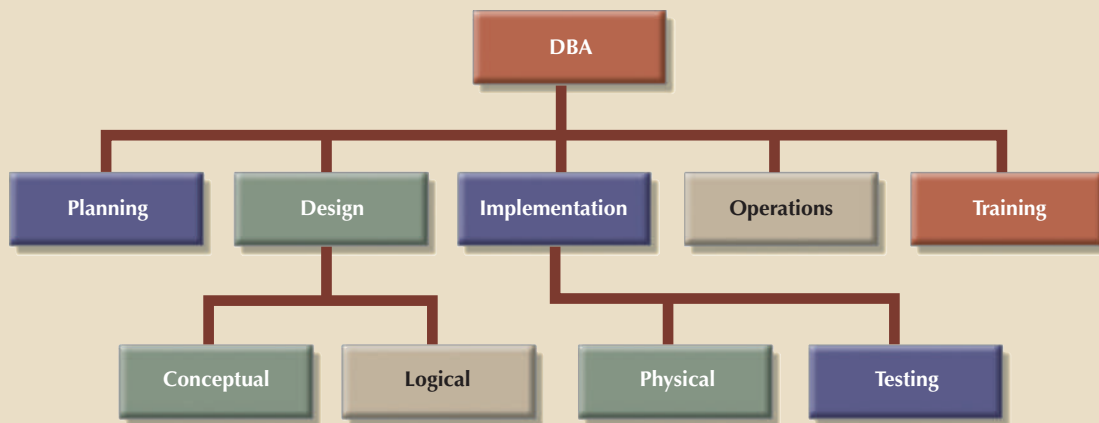 DBA
Planning
Design
Implementation
Operations
Training
Conceptual
Logical
Physical
Testing